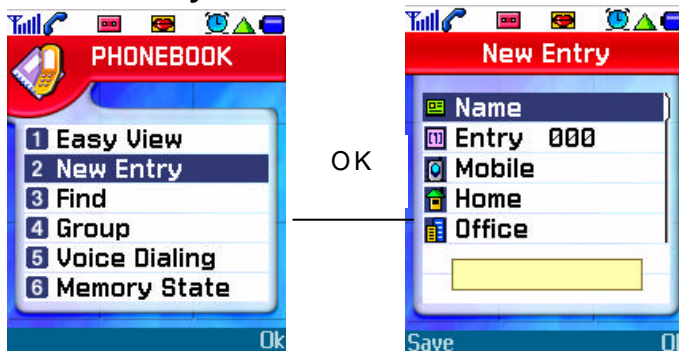 PHONEBOOK
1 Easy View
2 New Entry
3 Find
4 Group
5 Voice Dialing
6 Memory State
Ok
OK
New Entry
Name
Entry 000
Mobile
Home
Office
Save